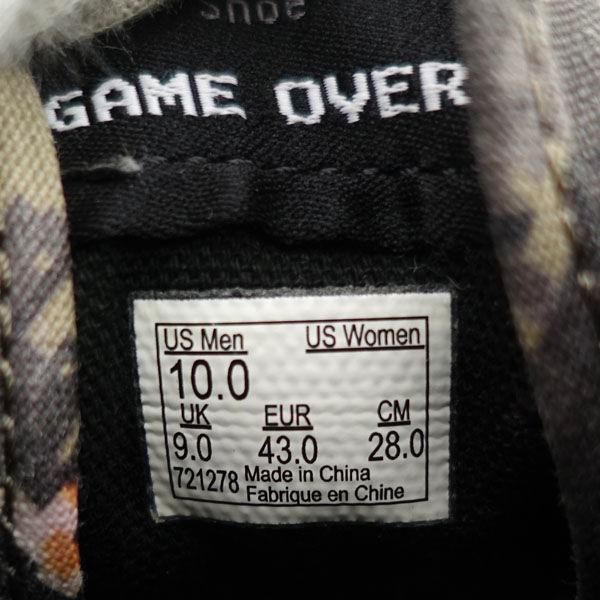 Shoe
GAME OVER
US Men US Women
10.0
UK EUR CM
9.0 43.0 28.0
721278 Made in China
Fabrique en Chine